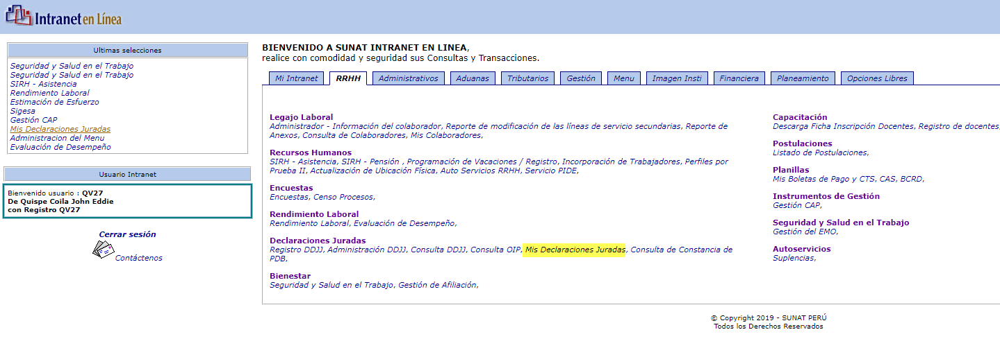 Intranet en Línea
Ultimas selecciones
Seguridad y Salud en el Trabajo
Seguridad y Salud en el Trabajo
SIRH - Asistencia
Rendimiento Laboral
Estimación de Esfuerzo
Sigesa
Gestión CAP
Mis Declaraciones Juradas
Administracion del Menu
Evaluación de Desempeño
Usuario Intranet
Bienvenido usuario : QV27
De Quispe Coila John Eddie
con Registro QV27
Cerrar sesión
Contáctenos
BIENVENIDO A SUNAT INTRANET EN LINEA,
realice con comodidad y seguridad sus Consultas y Transacciones.
Mi Intranet RRHH Administrativos Aduanas Tributarios Gestión Menu Imagen Insti Financiera Planeamiento Opciones Libres
Legajo Laboral
Administrador - Información del colaborador, Reporte de modificación de las líneas de servicio secundarias, Reporte de
Anexos, Consulta de Colaboradores, Mis Colaboradores,
Recursos Humanos
SIRH - Asistencia, SIRH - Pensión , Programación de Vacaciones / Registro, Incorporación de Trabajadores, Perfiles por
Prueba II, Actualización de Ubicación Física, Auto Servicios RRHH, Servicio PIDE,
Encuestas
Encuestas, Censo Procesos,
Rendimiento Laboral
Rendimiento Laboral, Evaluación de Desempeño,
Declaraciones Juradas
Registro DDJJ, Administración DDJJ, Consulta DDJJ, Consulta OIP, Mis Declaraciones Juradas, Consulta de Constancia de
PDB,
Bienestar
Seguridad y Salud en el Trabajo, Gestión de Afiliación,
Capacitación
Descarga Ficha Inscripción Docentes, Registro de docentes,
Postulaciones
Listado de Postulaciones,
Planillas
Mis Boletas de Pago y CTS, CAS, BCRD,
Instrumentos de Gestión
Gestión CAP,
Seguridad y Salud en el Trabajo
Gestión del EMO,
Autoservicios
Suplencias,
© Copyright 2019 - SUNAT PERÚ
Todos los Derechos Reservados